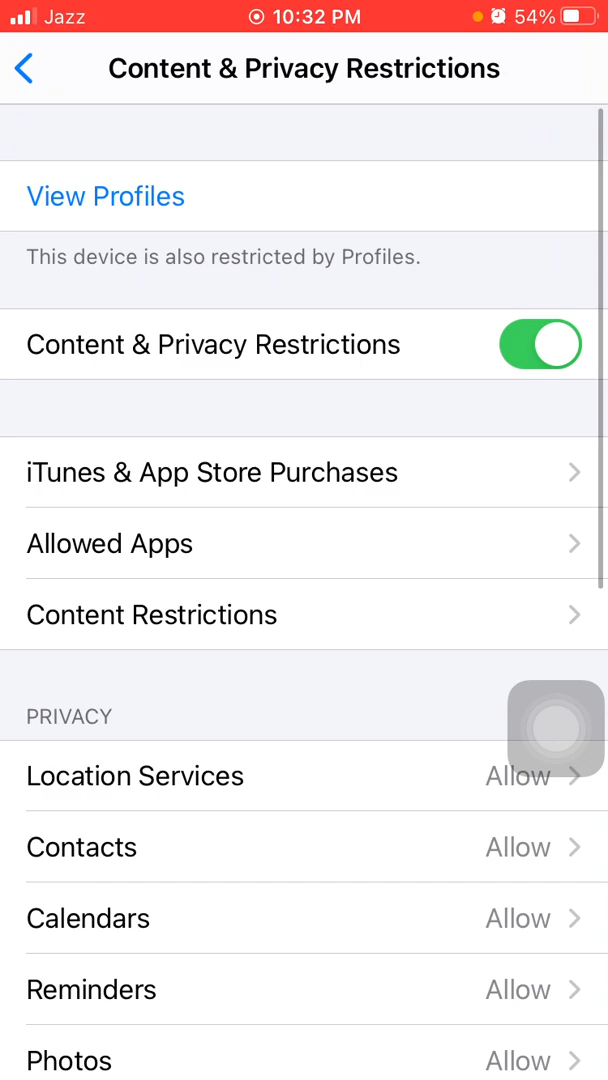 Jazz 10:32 PM 54%
Content & Privacy Restrictions
View Profiles
This device is also restricted by Profiles.
Content & Privacy Restrictions
iTunes & App Store Purchases
Allowed Apps
Content Restrictions
PRIVACY
Location Services Allow
Contacts Allow
Calendars Allow
Reminders Allow
Photos Allow